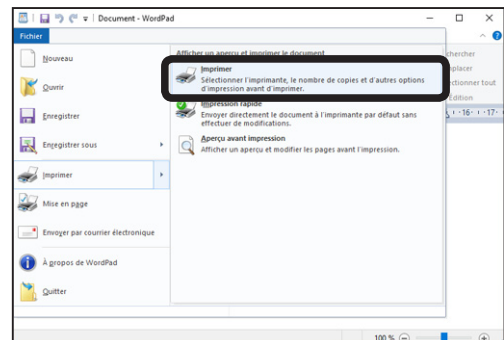 Document - WordPad
Fichier
Nouveau
Ouvrir
Enregistrer
Enregistrer sous
Imprimer
Mise en page
Envoyer par courrier électronique
À propos de WordPad
Quitter
Afficher un aperçu et imprimer le document
Imprimer
Sélectionner l'imprimante, le nombre de copies et d'autres options
d'impression avant d'imprimer.
Impression rapide
Envoyer directement le document à l'imprimante par défaut sans
effectuer de modifications.
Aperçu avant impression
Afficher un aperçu et modifier les pages avant l'impression.
chercher
placer
ctionner tout
Édition
16 17
100 %